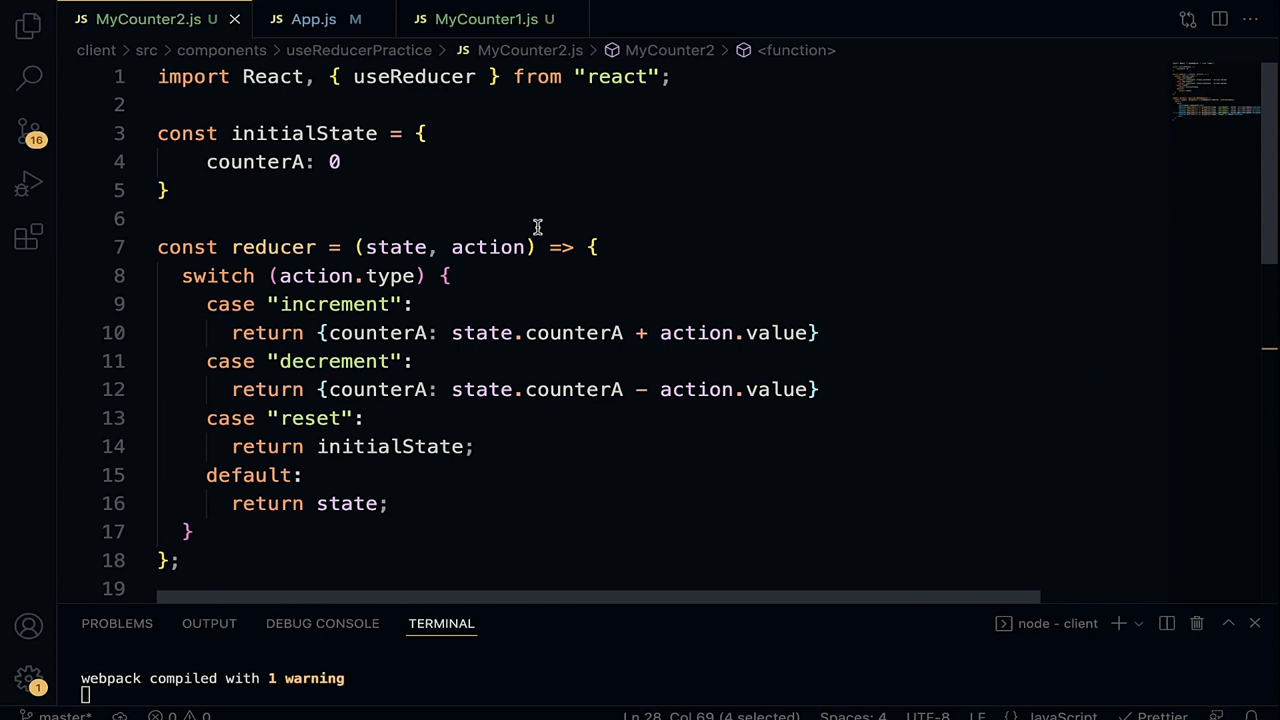 MyCounter2.js U App.js M MyCounter1.js U
client > src > components > useReducerPractice > MyCounter2.js > MyCounter2 > <function>
1 import React, { useReducer } from "react";
2
3 const initialState = {
4 counterA: 0
5 }
6
7 const reducer = (state, action) => {
8 switch (action.type) {
9 case "increment":
10 return {counterA: state.counterA + action.value}
11 case "decrement":
12 return {counterA: state.counterA - action.value}
13 case "reset":
14 return initialState;
15 default:
16 return state;
17 }
18 };
19
16
PROBLEMS OUTPUT DEBUG CONSOLE TERMINAL node - client
webpack compiled with 1 warning
1
master* 0 0 Ln 28, Col 69 (4 selected) Spaces: 4 UTF-8 LF {} JavaScript Prettier